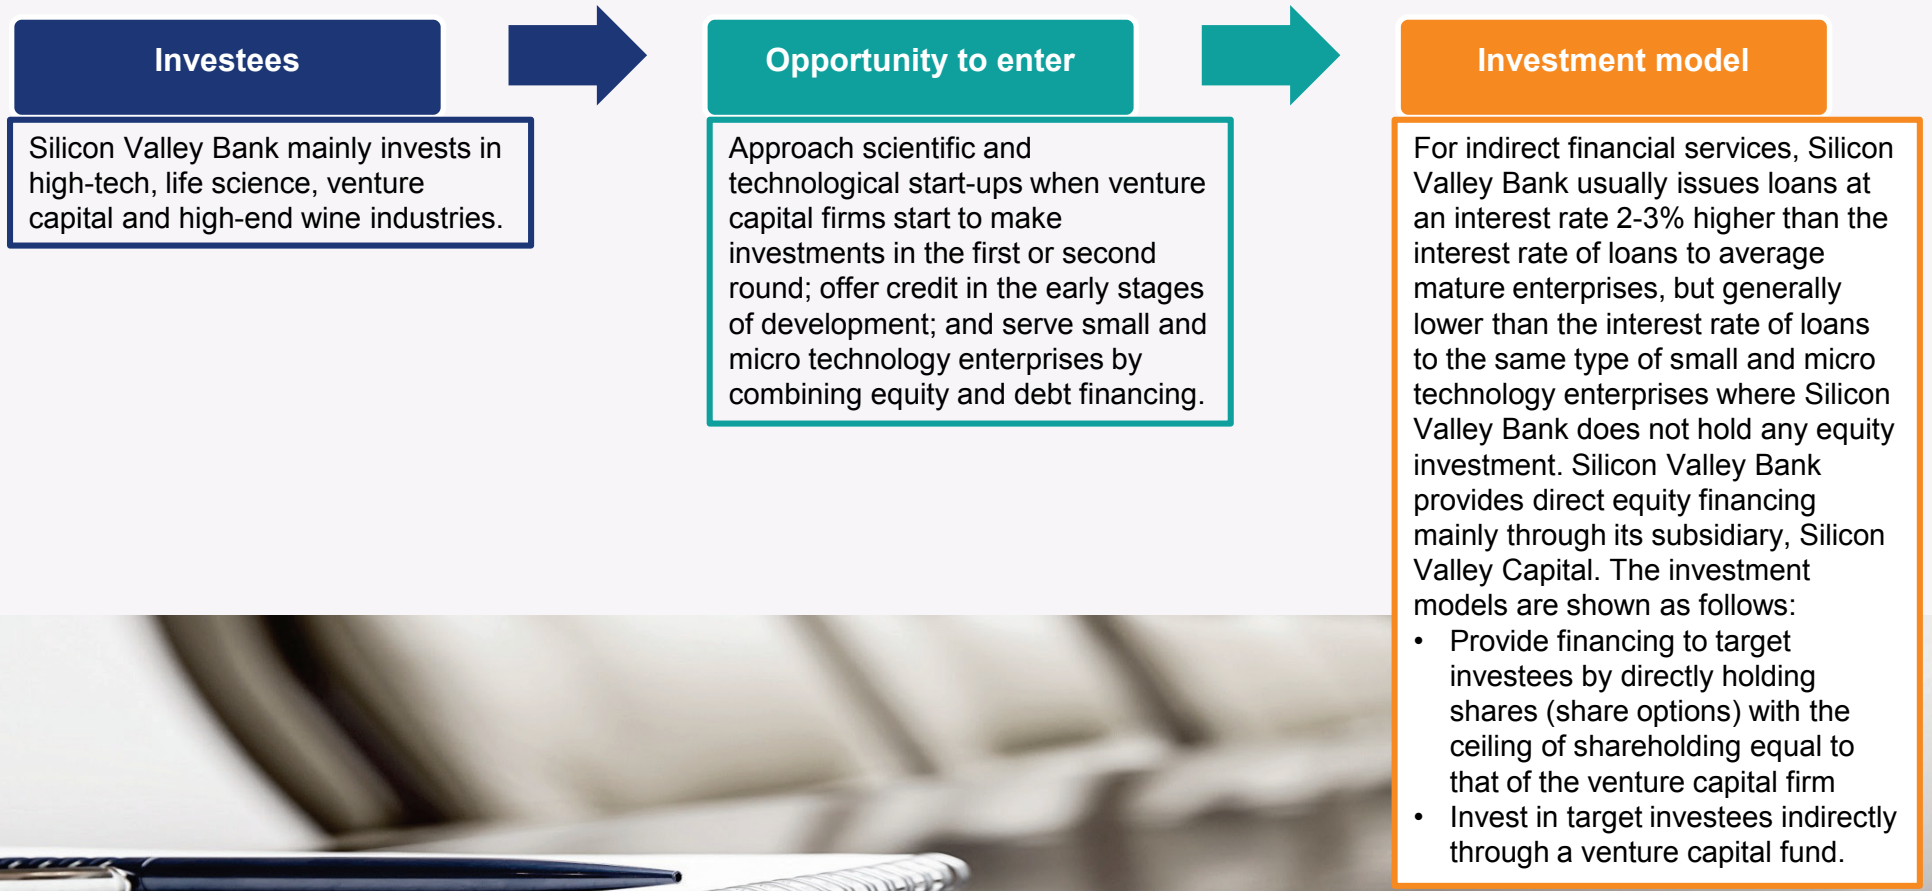 Investees
Silicon Valley Bank mainly invests in
high-tech, life science, venture
capital and high-end wine industries.
Opportunity to enter
Approach scientific and
technological start-ups when venture
capital firms start to make
investments in the first or second
round; offer credit in the early stages
of development; and serve small and
micro technology enterprises by
combining equity and debt financing.
Investment model
For indirect financial services, Silicon
Valley Bank usually issues loans at
an interest rate 2-3% higher than the
interest rate of loans to average
mature enterprises, but generally
lower than the interest rate of loans
to the same type of small and micro
technology enterprises where Silicon
Valley Bank does not hold any equity
investment. Silicon Valley Bank
provides direct equity financing
mainly through its subsidiary, Silicon
Valley Capital. The investment
models are shown as follows:
• Provide financing to target
investees by directly holding
shares (share options) with the
ceiling of shareholding equal to
that of the venture capital firm
• Invest in target investees indirectly
through a venture capital fund.